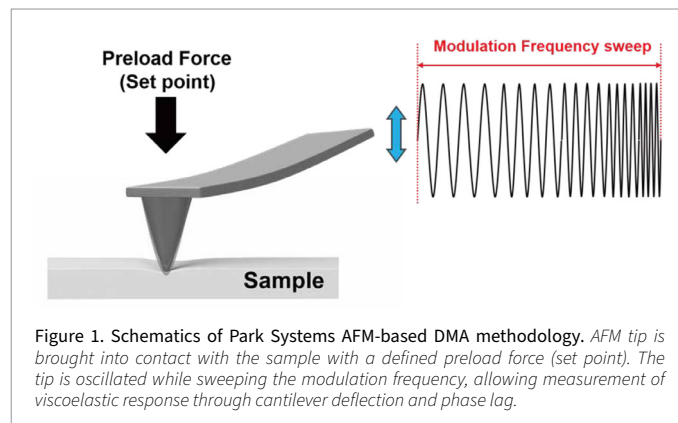 Preload Force
(Set point)
Modulation Frequency sweep
Sample
Figure 1. Schematics of Park Systems AFM-based DMA methodology. AFM tip is
brought into contact with the sample with a defined preload force (set point). The
tip is oscillated while sweeping the modulation frequency, allowing measurement of
viscoelastic response through cantilever deflection and phase lag.